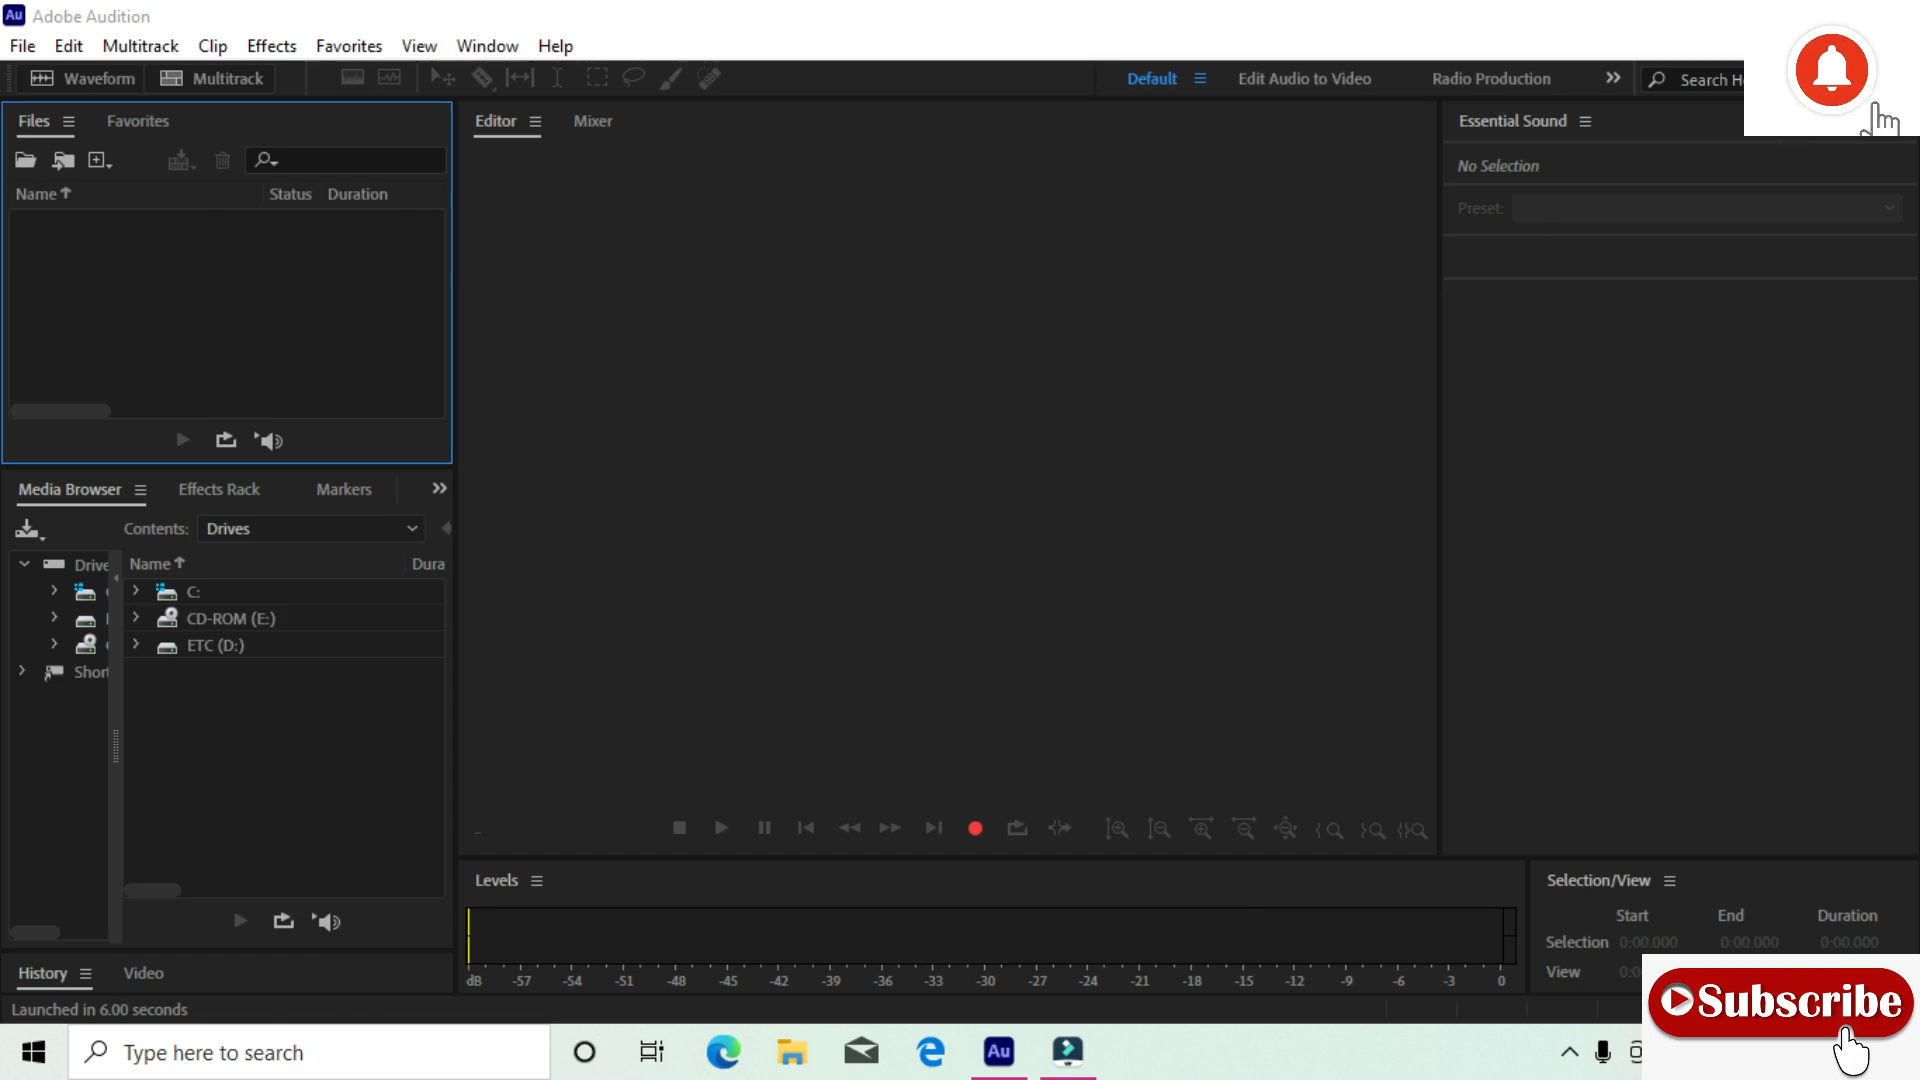 Au Adobe Audition
File Edit Multitrack Clip Effects Favorites View Window Help
Waveform Multitrack Default Edit Audio to Video Radio Production Search
Files Favorites
Name Status Duration
Editor Mixer
Essential Sound
No Selection
Preset:
Media Browser Effects Rack Markers
Contents: Drives
Name Dura
C:
CD-ROM (E:)
ETC (D:)
Levels
dB -57 -54 -51 -48 -45 -42 -39 -36 -33 -30 -27 -24 -21 -18 -15 -12 -9 -6 -3 0
Selection/View
Start End Duration
Selection 0:00.000 0:00.000 0:00.000
View
History Video
Launched in 6.00 seconds
Subscribe
Type here to search
Au